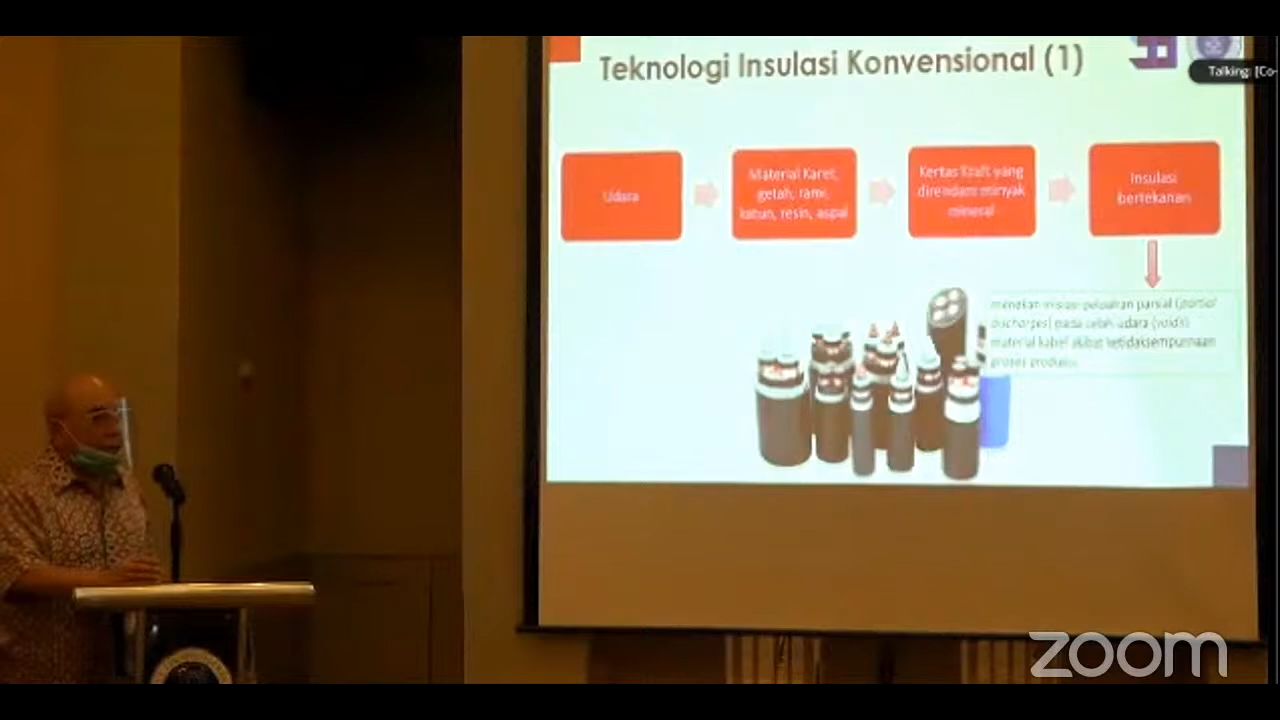 Teknologi Insulasi Konvensional (1)
Talking: [Co-
Udara
Material Karet,
getah, rami,
katun, resin, aspal
Kertas Kraft yang
direndam minyak
mineral
Insulasi
bertekanan
menekan inisiasi peluahan parsial (partial
discharges) pada celah udara (voids)
material kabel akibat ketidaksempurnaan
proses produksi
zoom